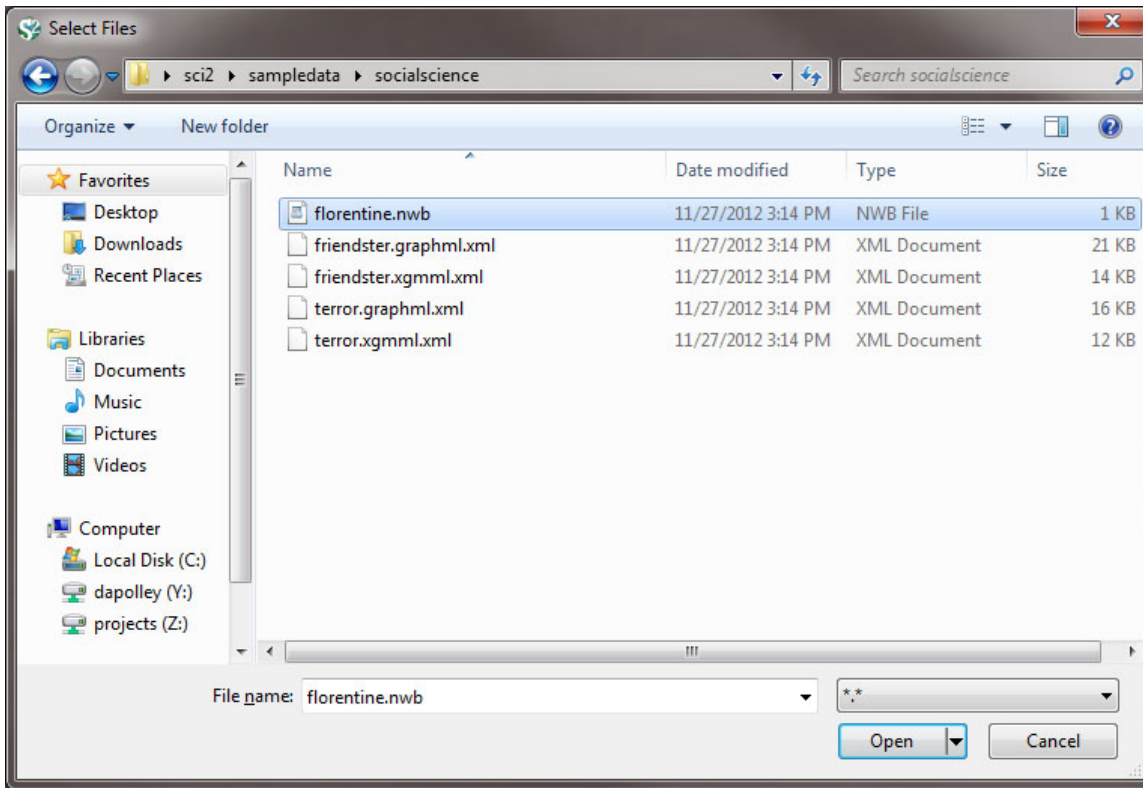 Select Files
sci2 sampledata socialscience Search socialscience
Organize New folder
Name Date modified Type Size
Favorites
Desktop
Downloads
Recent Places
Libraries
Documents
Music
Pictures
Videos
Computer
Local Disk (C:)
dapolley (Y:)
projects (Z:)
florentine.nwb 11/27/2012 3:14 PM NWB File 1 KB
friendster.graphml.xml 11/27/2012 3:14 PM XML Document 21 KB
friendster.xgmml.xml 11/27/2012 3:14 PM XML Document 14 KB
terror.graphml.xml 11/27/2012 3:14 PM XML Document 16 KB
terror.xgmml.xml 11/27/2012 3:14 PM XML Document 12 KB
File name: florentine.nwb *.*
Open Cancel